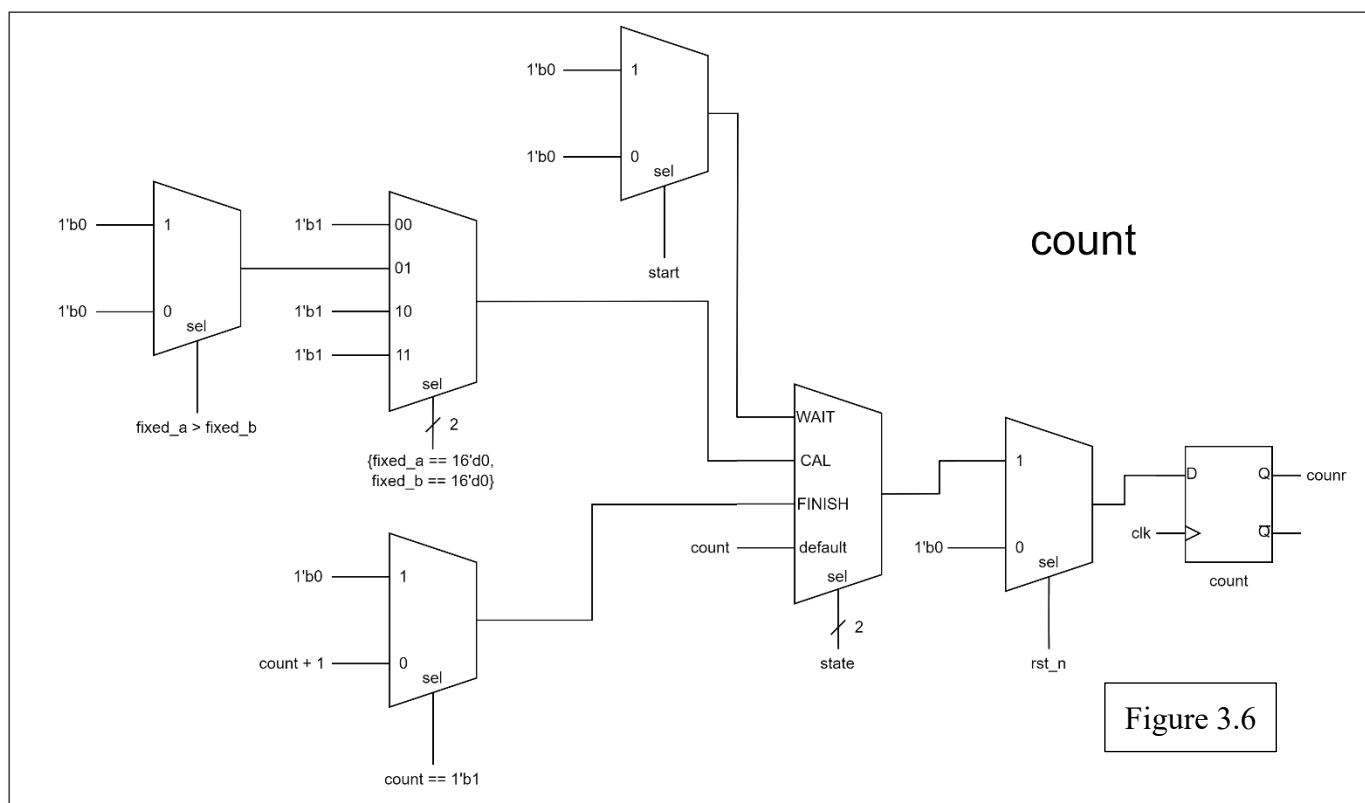 1'b0
1
1'b0
0
sel
start
count
1'b0
1
1'b0
0
sel
fixed_a > fixed_b
1'b1
00
01
1'b1
10
1'b1
11
sel
2
{fixed_a == 16'd0,
fixed_b == 16'd0}
1'b0
1
count + 1
0
sel
count == 1'b1
WAIT
CAL
FINISH
count
default
sel
2
state
1
1'b0
0
sel
rst_n
D
Q
counr
clk
Q
count
Figure 3.6